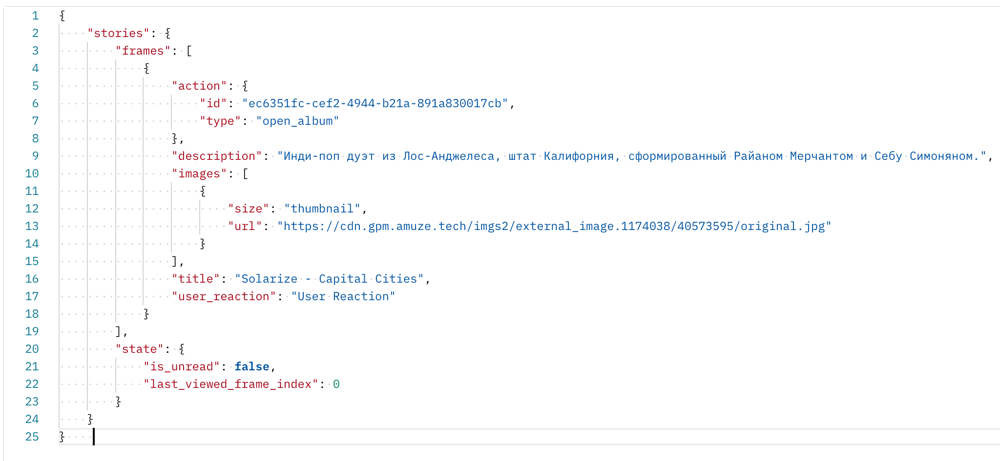 1 {
2     "stories": {
3         "frames": [
4             {
5                 "action": {
6                     "id": "ec6351fc-cef2-4944-b21a-891a830017cb",
7                     "type": "open_album"
8                 },
9                 "description": "Инди-поп дуэт из Лос-Анджелеса, штат Калифорния, сформированный Райаном Мерчантом и Себу Симоняном.",
10                 "images": [
11                     {
12                         "size": "thumbnail",
13                         "url": "https://cdn.gpm.amuze.tech/imgs2/external_image.1174038/40573595/original.jpg"
14                     }
15                 ],
16                 "title": "Solarize - Capital Cities",
17                 "user_reaction": "User Reaction"
18             }
19         ],
20         "state": {
21             "is_unread": false,
22             "last_viewed_frame_index": 0
23         }
24     }
25 }